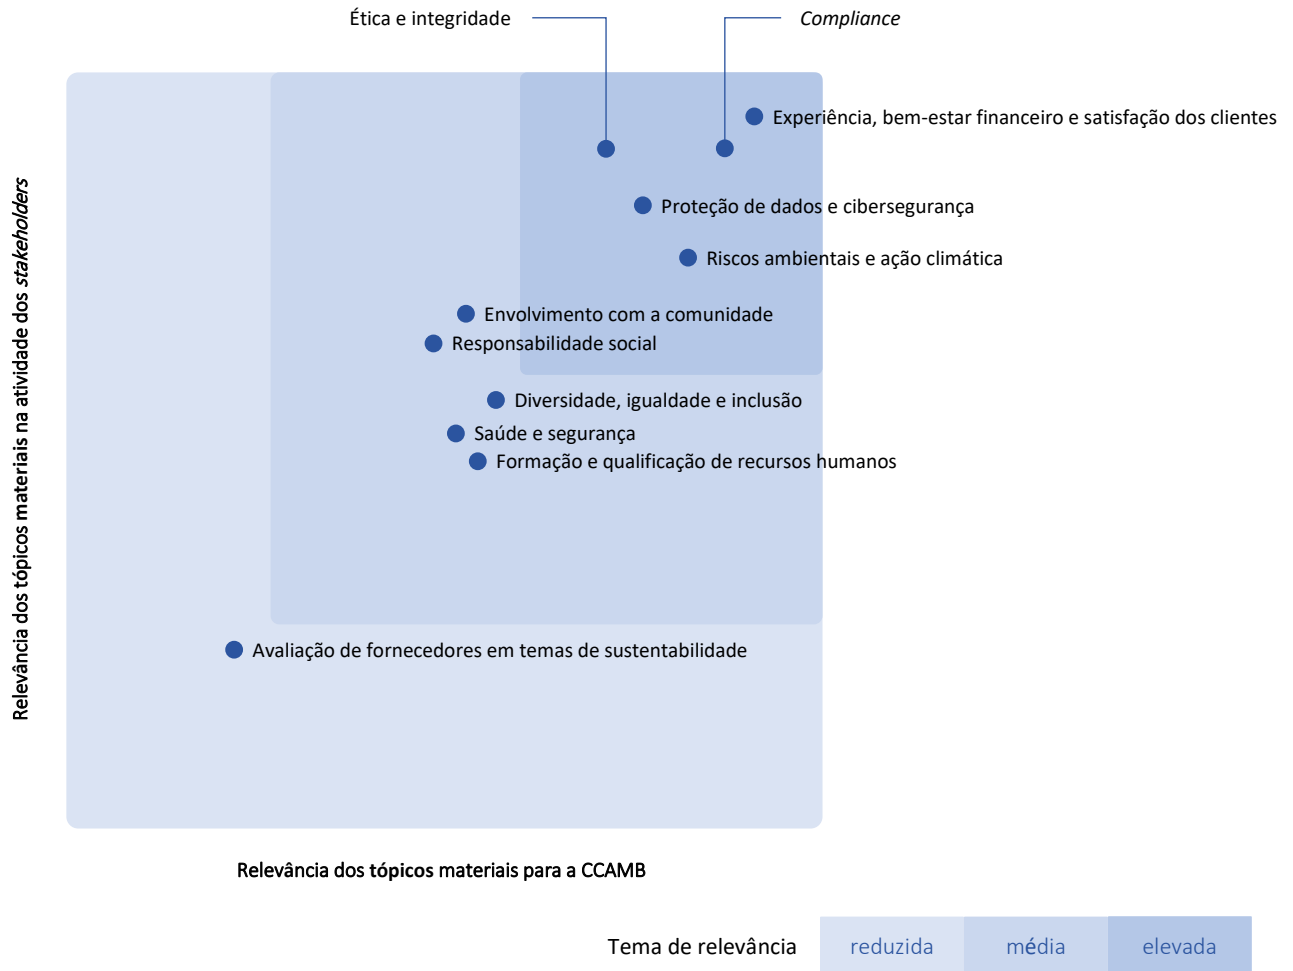 Ética e integridade
Compliance
Experiência, bem-estar financeiro e satisfação dos clientes
Proteção de dados e cibersegurança
Riscos ambientais e ação climática
Envolvimento com a comunidade
Responsabilidade social
Diversidade, igualdade e inclusão
Saúde e segurança
Formação e qualificação de recursos humanos
Avaliação de fornecedores em temas de sustentabilidade
Relevância dos tópicos materiais na atividade dos stakeholders
Relevância dos tópicos materiais para a CCAMB
Tema de relevância reduzida média elevada